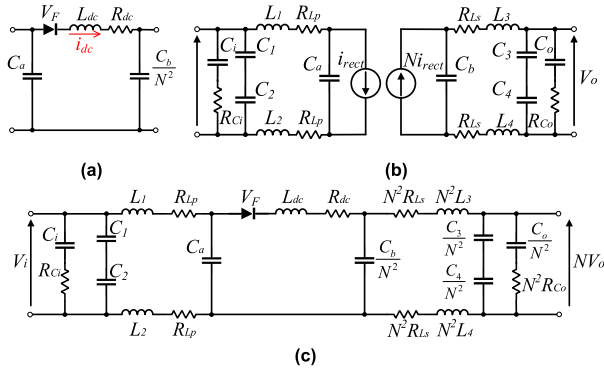 V_F L_dc R_dc
i_dc
C_a
C_b/N^2
(a)
L_1 R_Lp
C_i C_1
C_a
i_rect
Ni_rect
C_2
R_Ci
L_2 R_Lp
R_Ls L_3
C_3 C_o
C_b
V_o
C_4
R_Co
R_Ls L_4
(b)
L_1 R_Lp V_F L_dc R_dc N^2R_Ls N^2L_3
C_i C_1
C_a
C_b/N^2
C_3/N^2 C_o/N^2
V_i
NV_o
R_Ci C_2
C_4/N^2 N^2R_Co
L_2 R_Lp N^2R_Ls N^2L_4
(c)